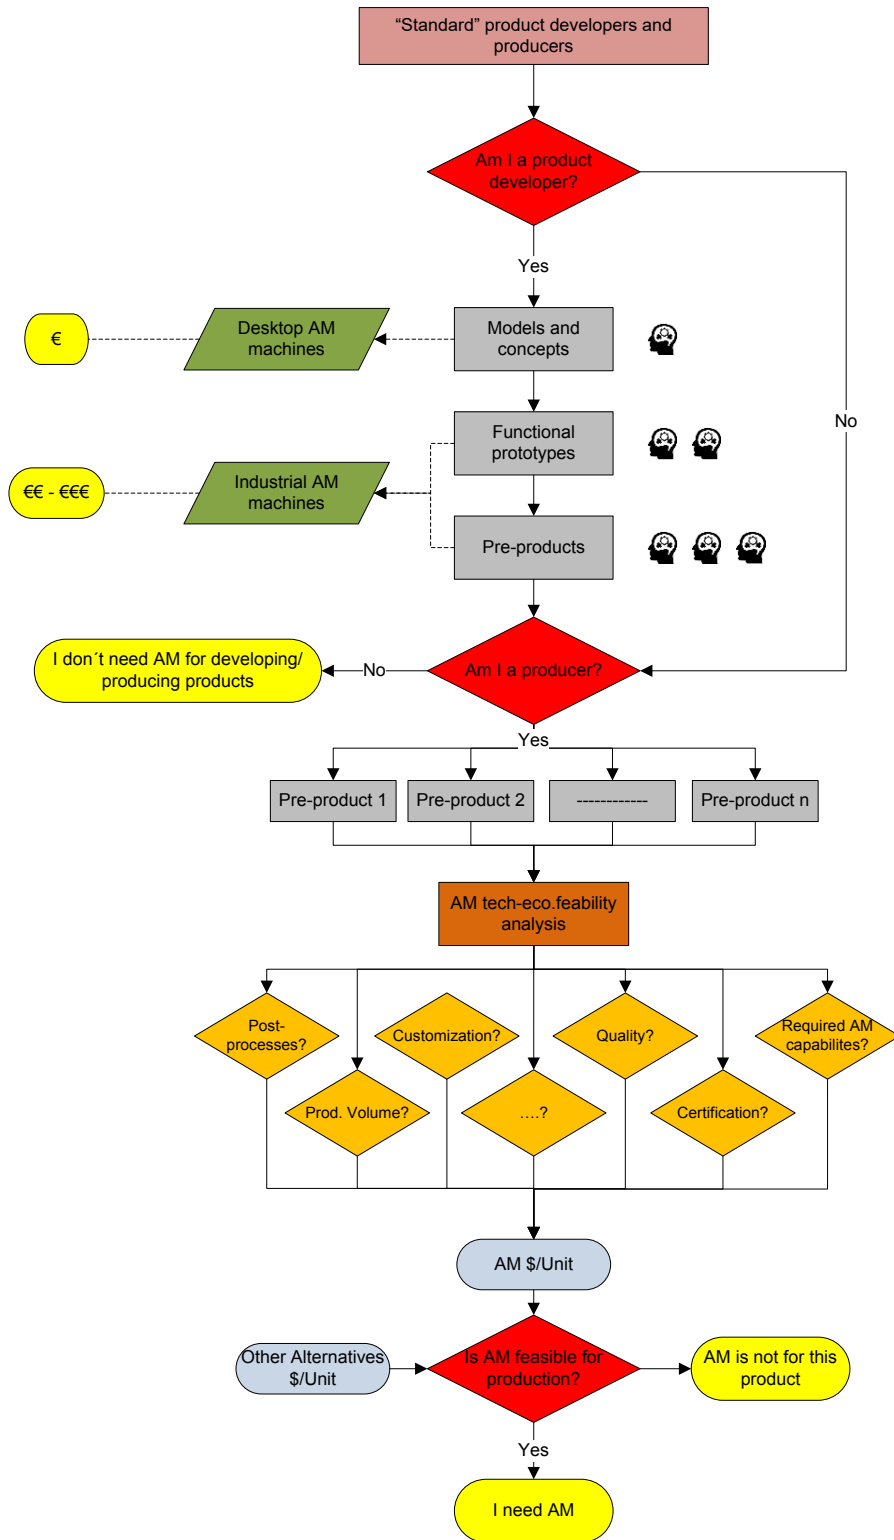 “Standard” product developers and
producers
Am I a product
developer?
Yes
Models and
concepts
Desktop AM
machines
€
No
Functional
prototypes
Industrial AM
machines
€€ - €€€
Pre-products
Am I a producer?
No
I don´t need AM for developing/
producing products
Yes
Pre-product 1
Pre-product 2
------------
Pre-product n
AM tech-eco.feability
analysis
Post-
processes?
Customization?
Quality?
Required AM
capabilites?
Prod. Volume?
….?
Certification?
AM $/Unit
Other Alternatives
$/Unit
Is AM feasible for
production?
AM is not for this
product
Yes
I need AM